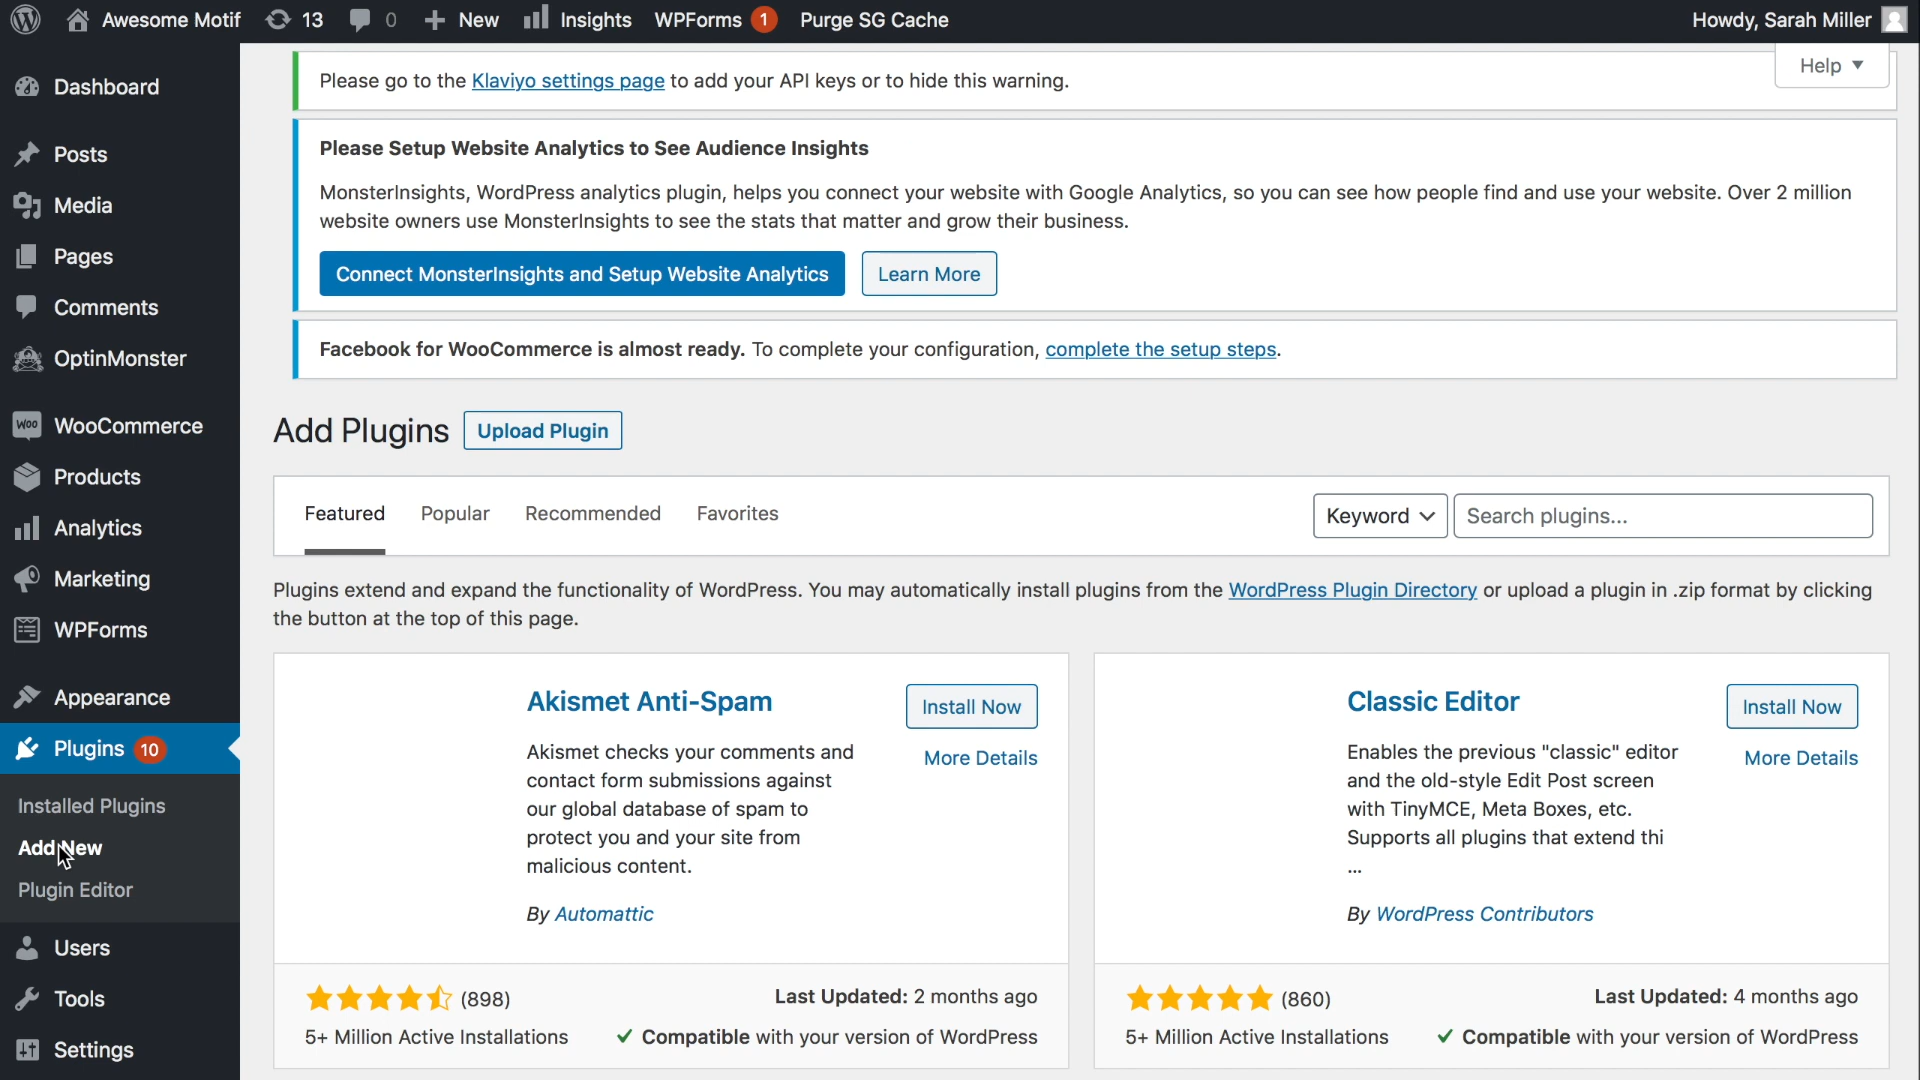 Awesome Motif 13 0 New Insights WPForms 1 Purge SG Cache Howdy, Sarah Miller
Dashboard
Posts
Media
Pages
Comments
OptinMonster
WOO WooCommerce
Products
Analytics
Marketing
WPForms
Appearance
Plugins 10
Installed Plugins
Add New
Plugin Editor
Users
Tools
Settings
Help
Please go to the Klaviyo settings page to add your API keys or to hide this warning.
Please Setup Website Analytics to See Audience Insights
MonsterInsights, WordPress analytics plugin, helps you connect your website with Google Analytics, so you can see how people find and use your website. Over 2 million
website owners use MonsterInsights to see the stats that matter and grow their business.
Connect MonsterInsights and Setup Website Analytics Learn More
Facebook for WooCommerce is almost ready. To complete your configuration, complete the setup steps.
Add Plugins Upload Plugin
Featured Popular Recommended Favorites Keyword Search plugins...
Plugins extend and expand the functionality of WordPress. You may automatically install plugins from the WordPress Plugin Directory or upload a plugin in .zip format by clicking
the button at the top of this page.
Akismet Anti-Spam
Install Now
More Details
Akismet checks your comments and
contact form submissions against
our global database of spam to
protect you and your site from
malicious content.
By Automattic
(898) Last Updated: 2 months ago
5+ Million Active Installations Compatible with your version of WordPress
Classic Editor
Install Now
More Details
Enables the previous "classic" editor
and the old-style Edit Post screen
with TinyMCE, Meta Boxes, etc.
Supports all plugins that extend thi
...
By WordPress Contributors
(860) Last Updated: 4 months ago
5+ Million Active Installations Compatible with your version of WordPress